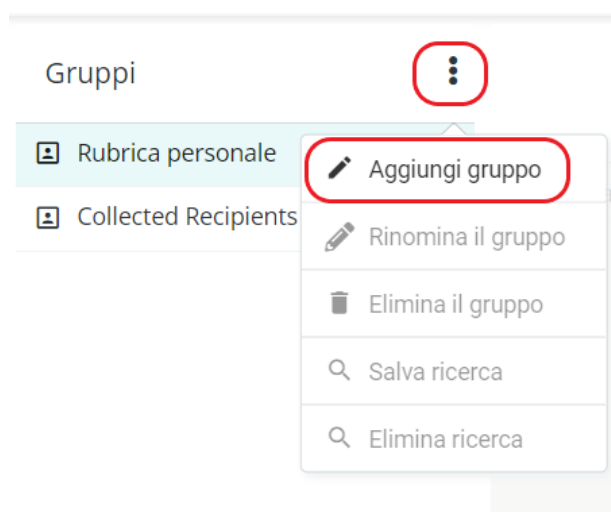 Gruppi
Rubrica personale
Collected Recipients
Aggiungi gruppo
Rinomina il gruppo
Elimina il gruppo
Salva ricerca
Elimina ricerca